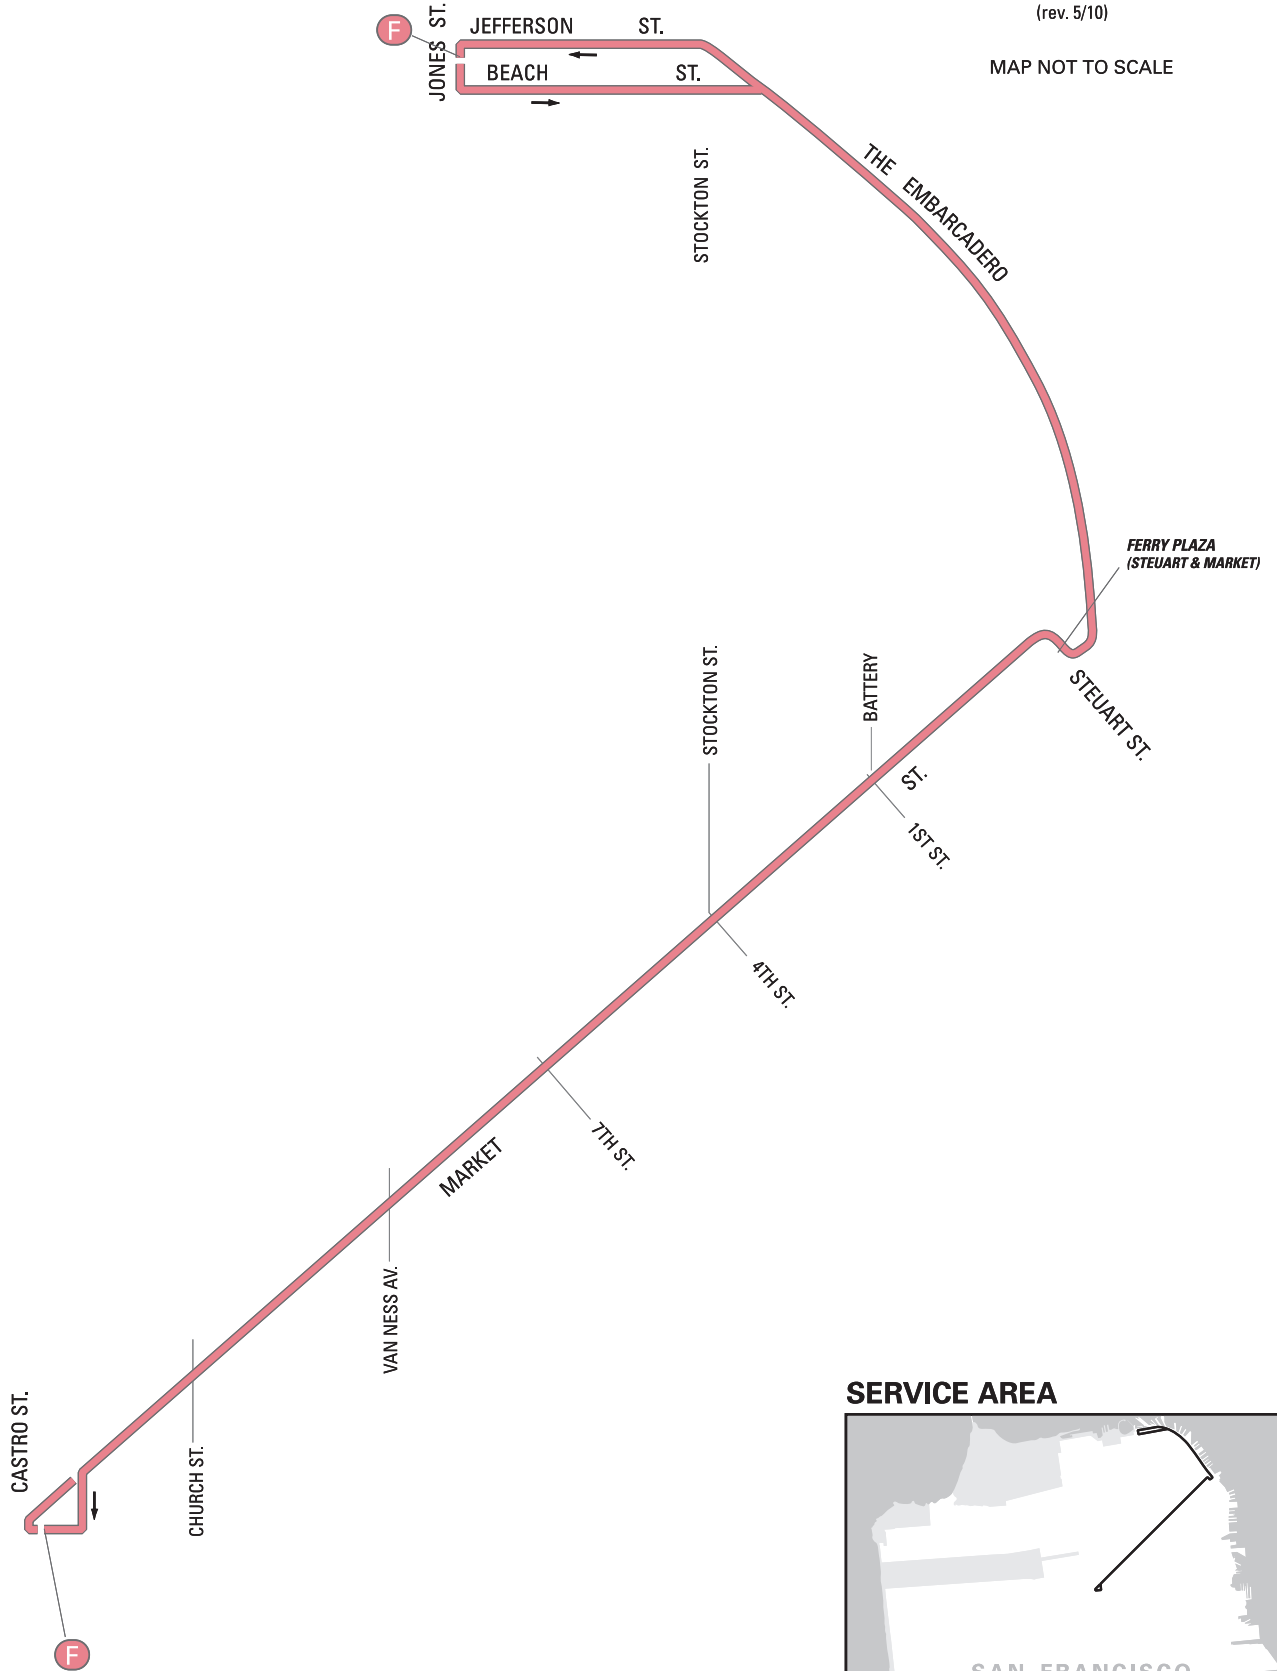 (rev. 5/10)
MAP NOT TO SCALE
F
JONES ST.
JEFFERSON ST.
BEACH ST.
STOCKTON ST.
THE EMBARCADERO
FERRY PLAZA
(STEUART & MARKET)
STEUART ST.
BATTERY
STOCKTON ST.
1ST ST.
4TH ST.
7TH ST.
MARKET ST.
VAN NESS AV.
CHURCH ST.
CASTRO ST.
F
SERVICE AREA
SAN FRANCISCO